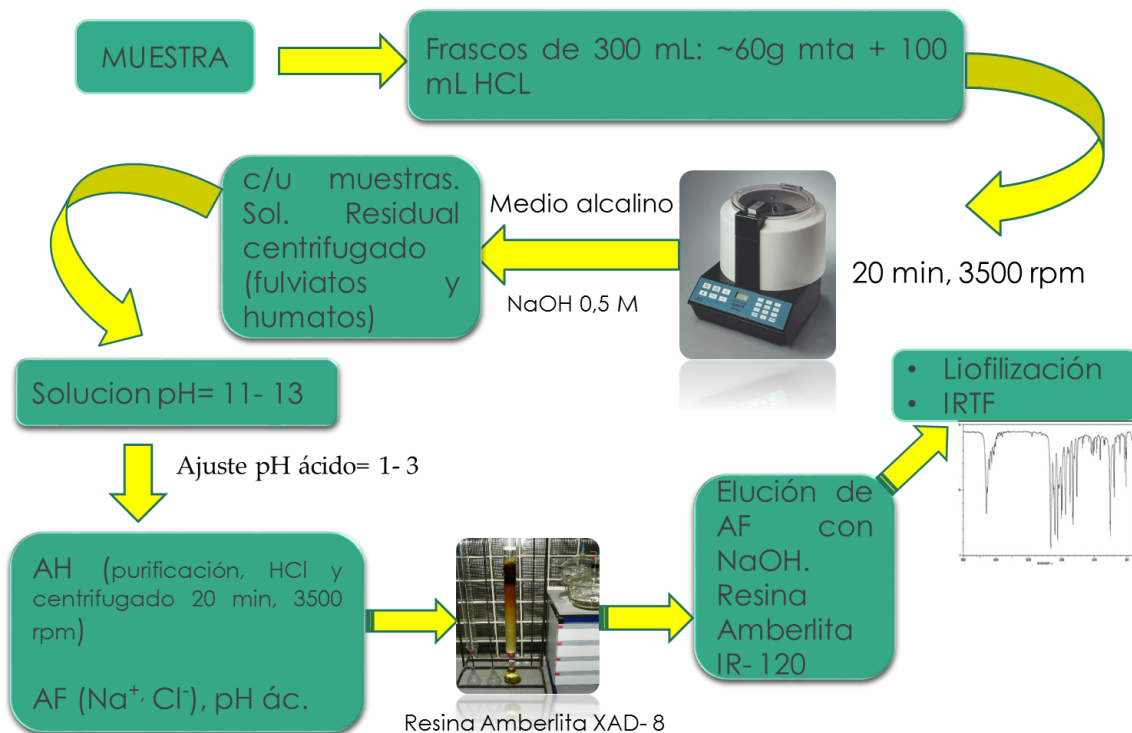 MUESTRA
Frascos de 300 mL: ~60g mta + 100
mL HCL
20 min, 3500 rpm
Medio alcalino
NaOH 0,5 M
c/u muestras.
Sol. Residual
centrifugado
(fulviatos y
humatos)
Solucion pH= 11- 13
Ajuste pH ácido= 1- 3
AH (purificación, HCl y
centrifugado 20 min, 3500
rpm)
AF (Na⁺, Cl⁻), pH ác.
Resina Amberlita XAD- 8
Elución de
AF con
NaOH.
Resina
Amberlita
IR- 120
• Liofilización
• IRTF